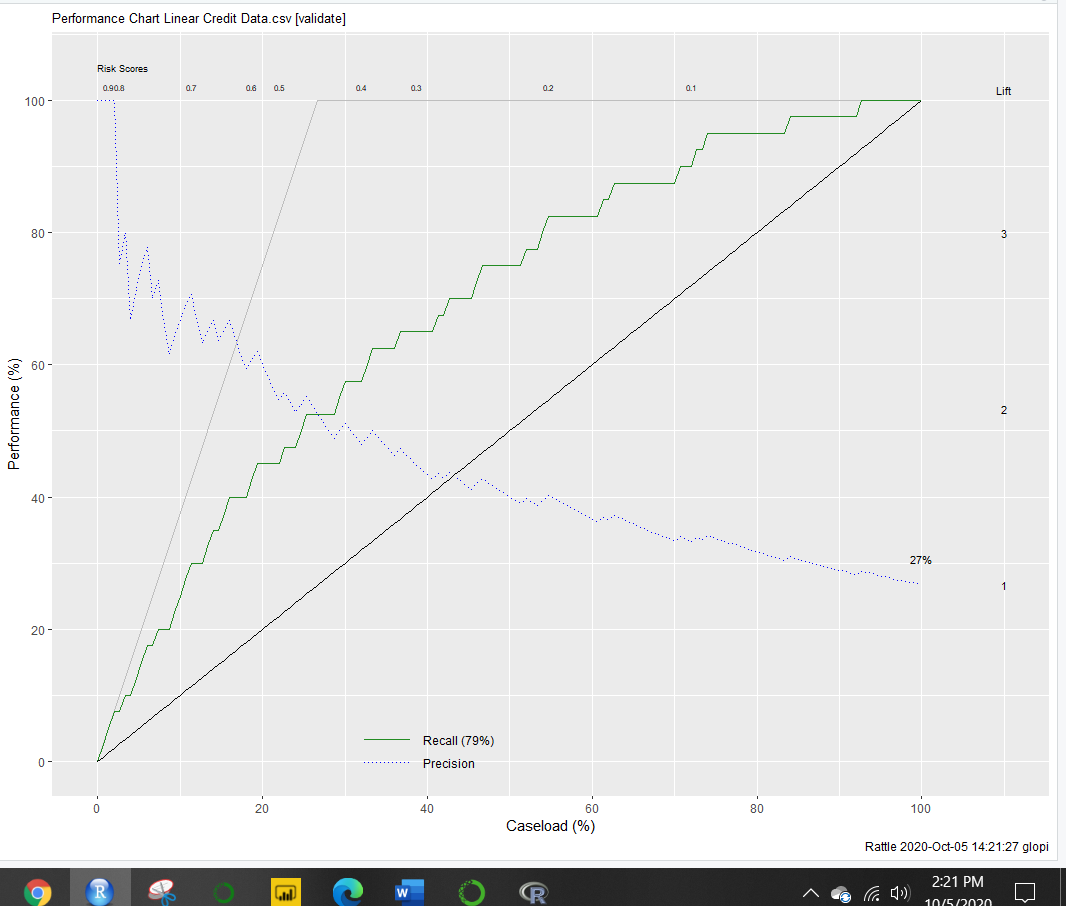 Performance Chart Linear Credit Data.csv [validate]
Risk Scores
0.9 0.8 0.7 0.6 0.5 0.4 0.3 0.2 0.1
Lift
100
80
60
40
20
0
Performance (%)
3
2
27%
1
Recall (79%)
Precision
0 20 40 60 80 100
Caseload (%)
Rattle 2020-Oct-05 14:21:27 glopi
2:21 PM
10/5/2020